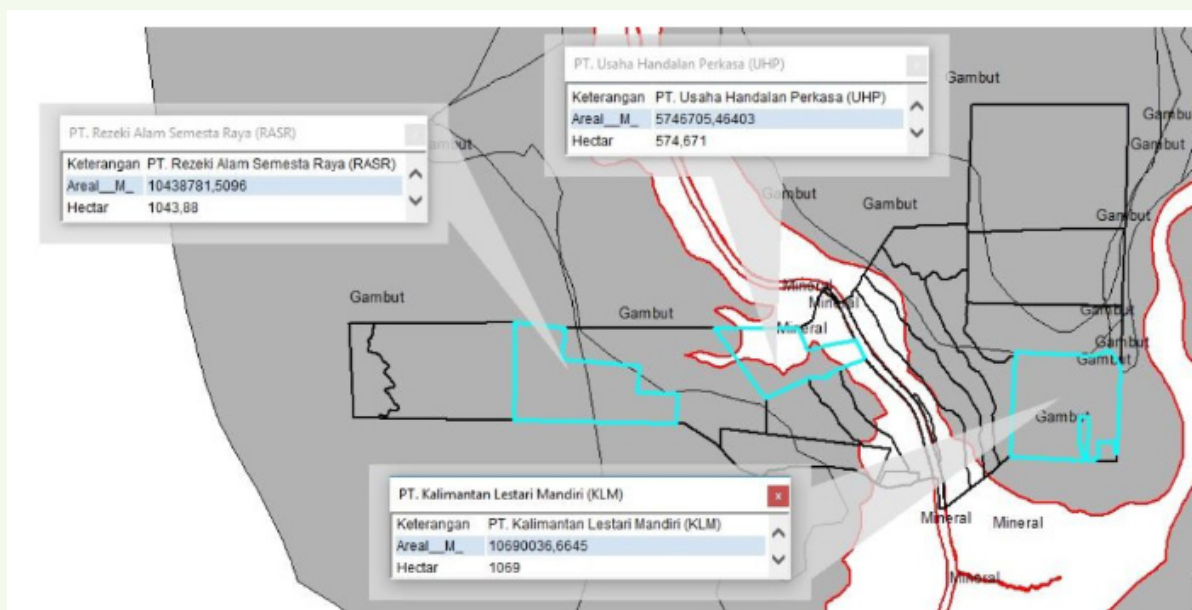 PT. Usaha Handalan Perkasa (UHP)
Keterangan PT. Usaha Handalan Perkasa (UHP)
Areal__M_ 5746705,46403
Hectar 574,671
PT. Rezeki Alam Semesta Raya (RASR)
Keterangan PT. Rezeki Alam Semesta Raya (RASR)
Areal__M_ 10438781,5096
Hectar 1043,88
Gambut
Gambut
Gambut
Gambut
Gambut
Gambut
Gambut
Mineral
Mineral
Gambut
Gambut
Gambut
Mineral
Gambut
Gambut
Gambut
PT. Kalimantan Lestari Mandiri (KLM)
x
Keterangan PT. Kalimantan Lestari Mandiri (KLM)
Areal__M_ 10690036,6645
Hectar 1069
Mineral
Mineral
Mineral